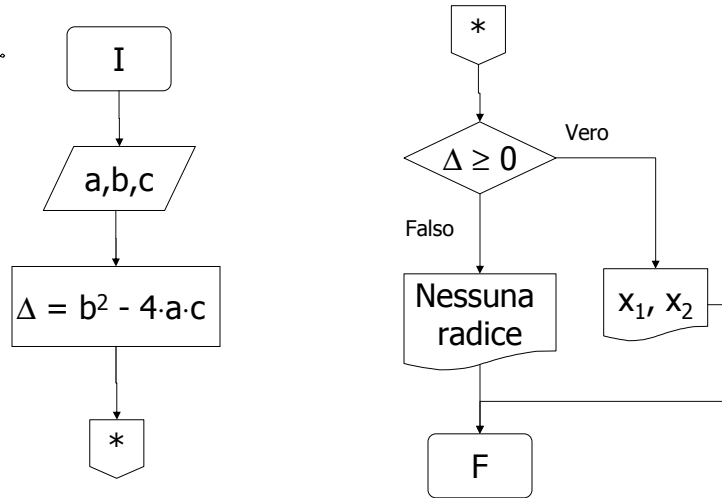 I
a,b,c
Δ = b² - 4·a·c
*
*
Δ ≥ 0
Vero
Falso
Nessuna
radice
x₁, x₂
F